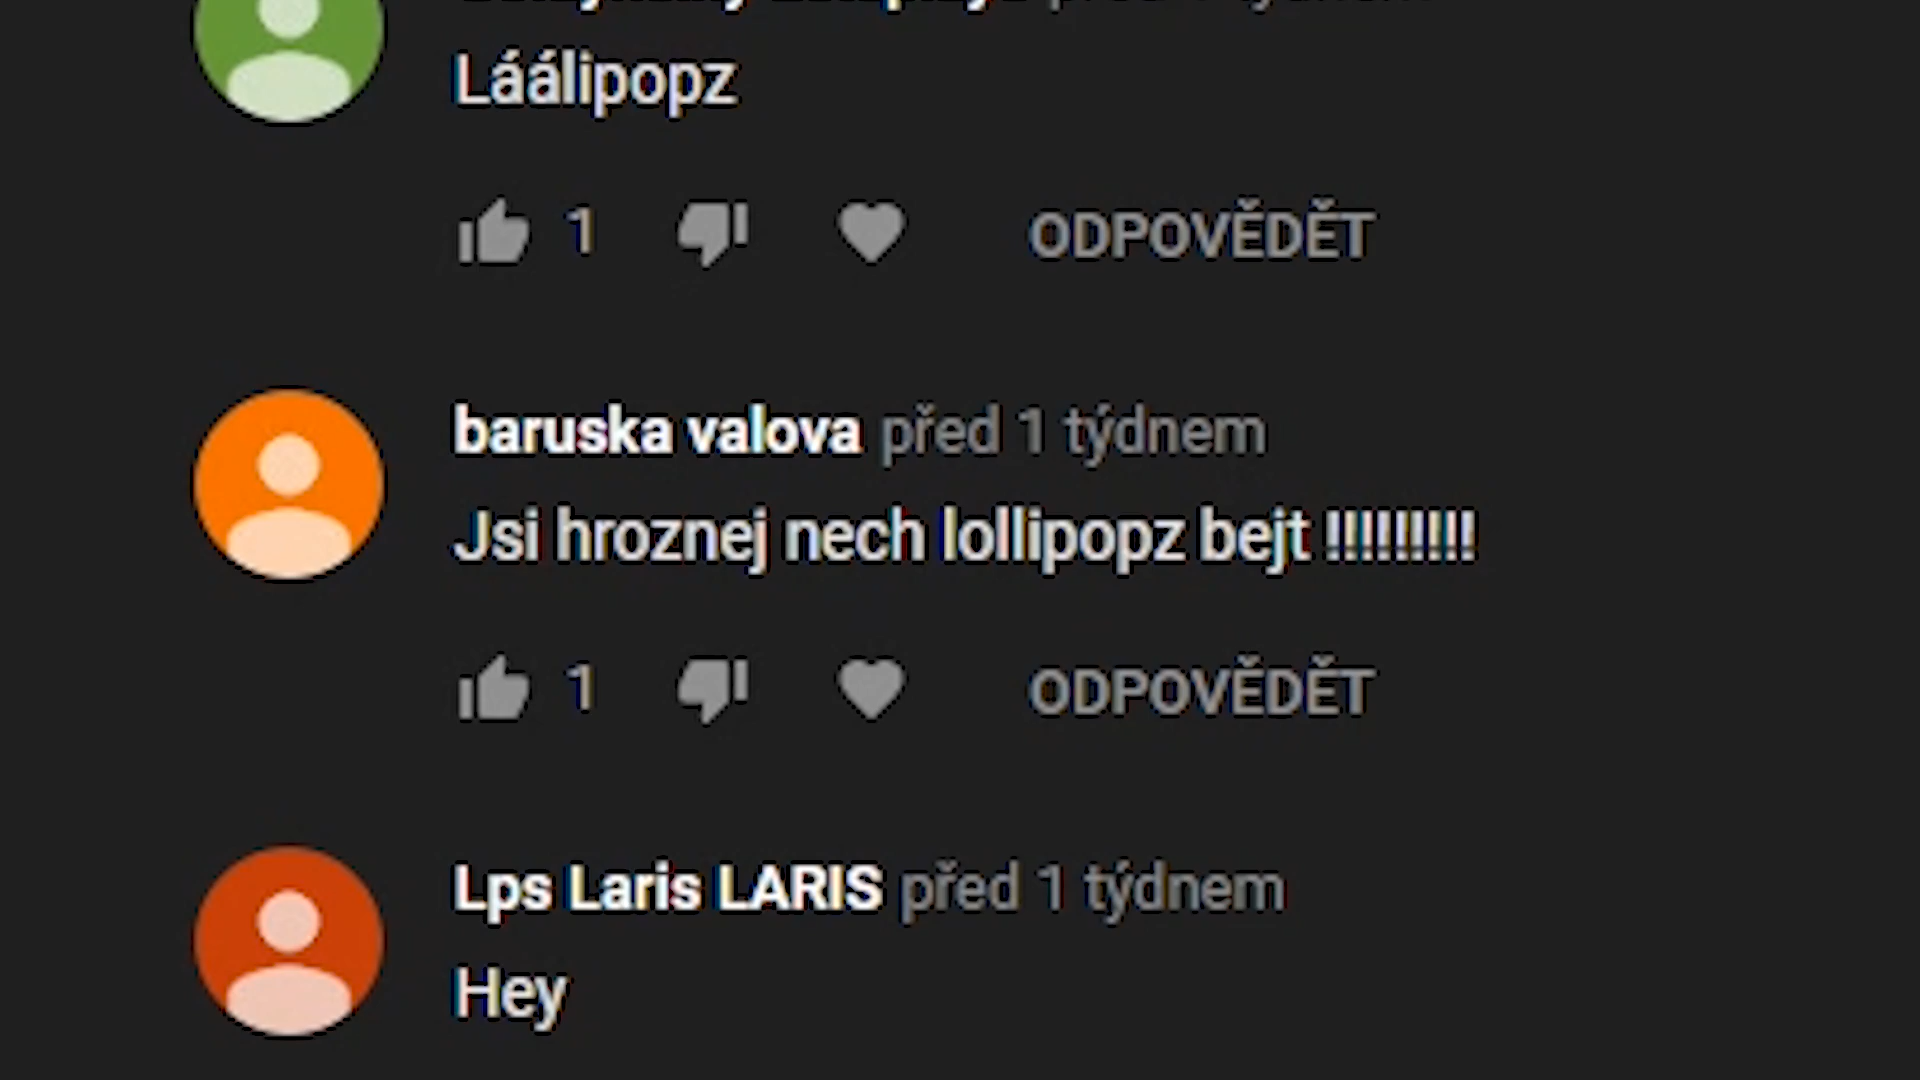 Láálipopz
1 ODPOVĚDĚT
baruska valova před 1 týdnem
Jsi hroznej nech lollipopz bejt !!!!!!!!!
1 ODPOVĚDĚT
Lps Laris LARIS před 1 týdnem
Hey